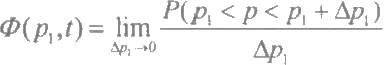 Φ(p₁,t) = lim_{Δp₁→0} P(p₁ < p < p₁ + Δp₁) / Δp₁